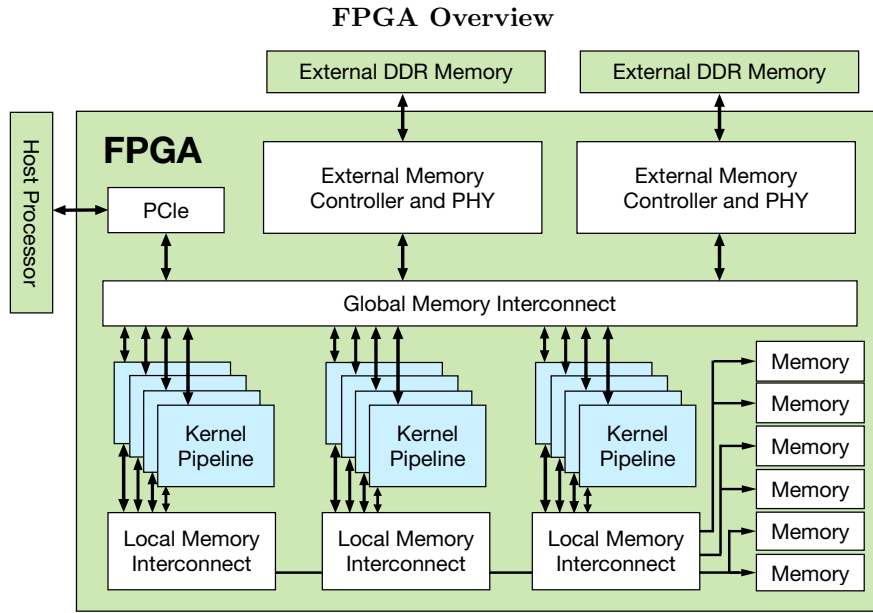 FPGA Overview
External DDR Memory
External DDR Memory
Host Processor
FPGA
PCIe
External Memory
Controller and PHY
External Memory
Controller and PHY
Global Memory Interconnect
Kernel
Pipeline
Kernel
Pipeline
Kernel
Pipeline
Memory
Memory
Memory
Memory
Memory
Memory
Local Memory
Interconnect
Local Memory
Interconnect
Local Memory
Interconnect